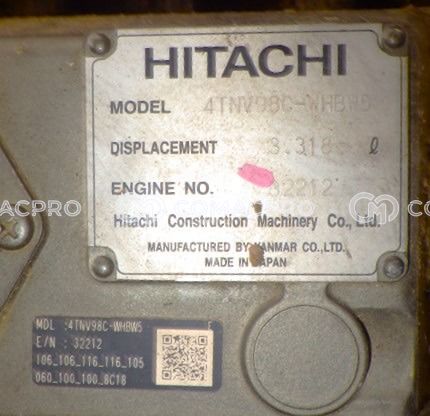 HITACHI
MODEL 4TNV98C-WHBW5
DISPLACEMENT 3.318 ℓ
ENGINE NO. 32212
ACPRO
Hitachi Construction Machinery Co., Ltd.
MANUFACTURED BY YANMAR CO., LTD.
MADE IN JAPAN
MDL :4TNV98C-WHBW5
E/N : 32212
106_106_116_116_105
060_100_100_8C18